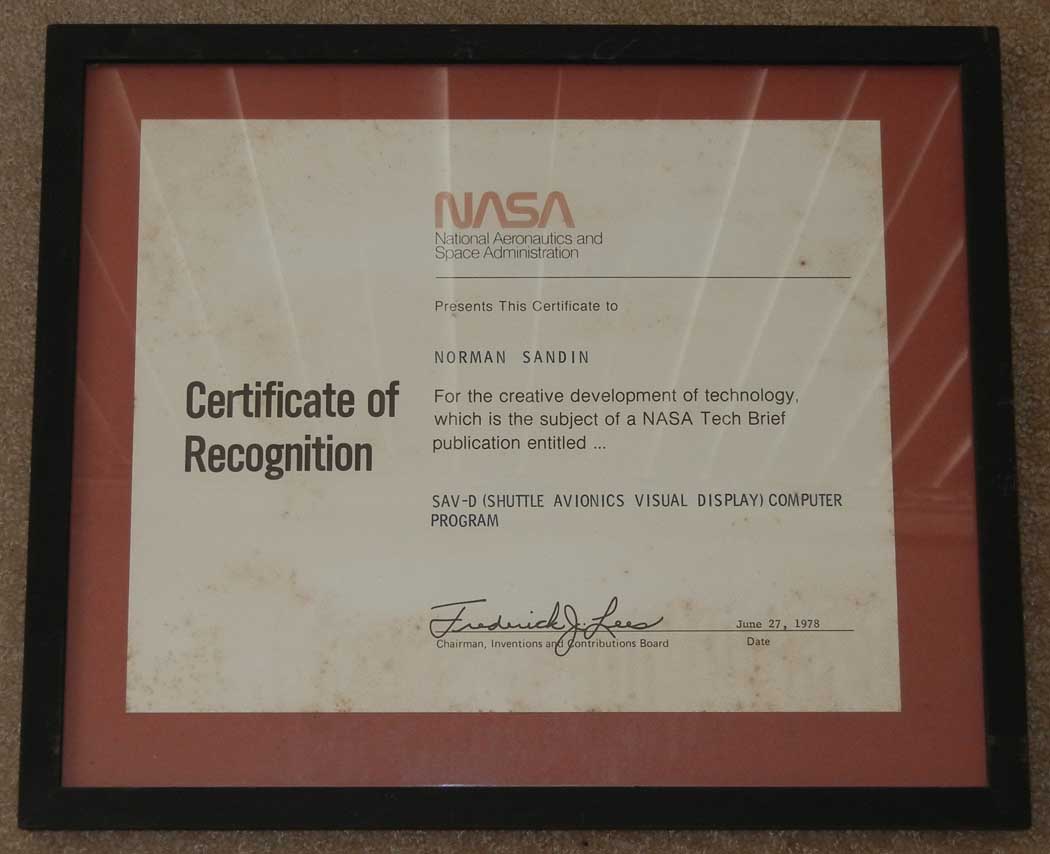 NASA
National Aeronautics and
Space Administration
Presents This Certificate to
NORMAN SANDIN
Certificate of
Recognition
For the creative development of technology,
which is the subject of a NASA Tech Brief
publication entitled ...
SAV-D (SHUTTLE AVIONICS VISUAL DISPLAY) COMPUTER
PROGRAM
Frederick J. Lees
June 27, 1978
Chairman, Inventions and Contributions Board
Date